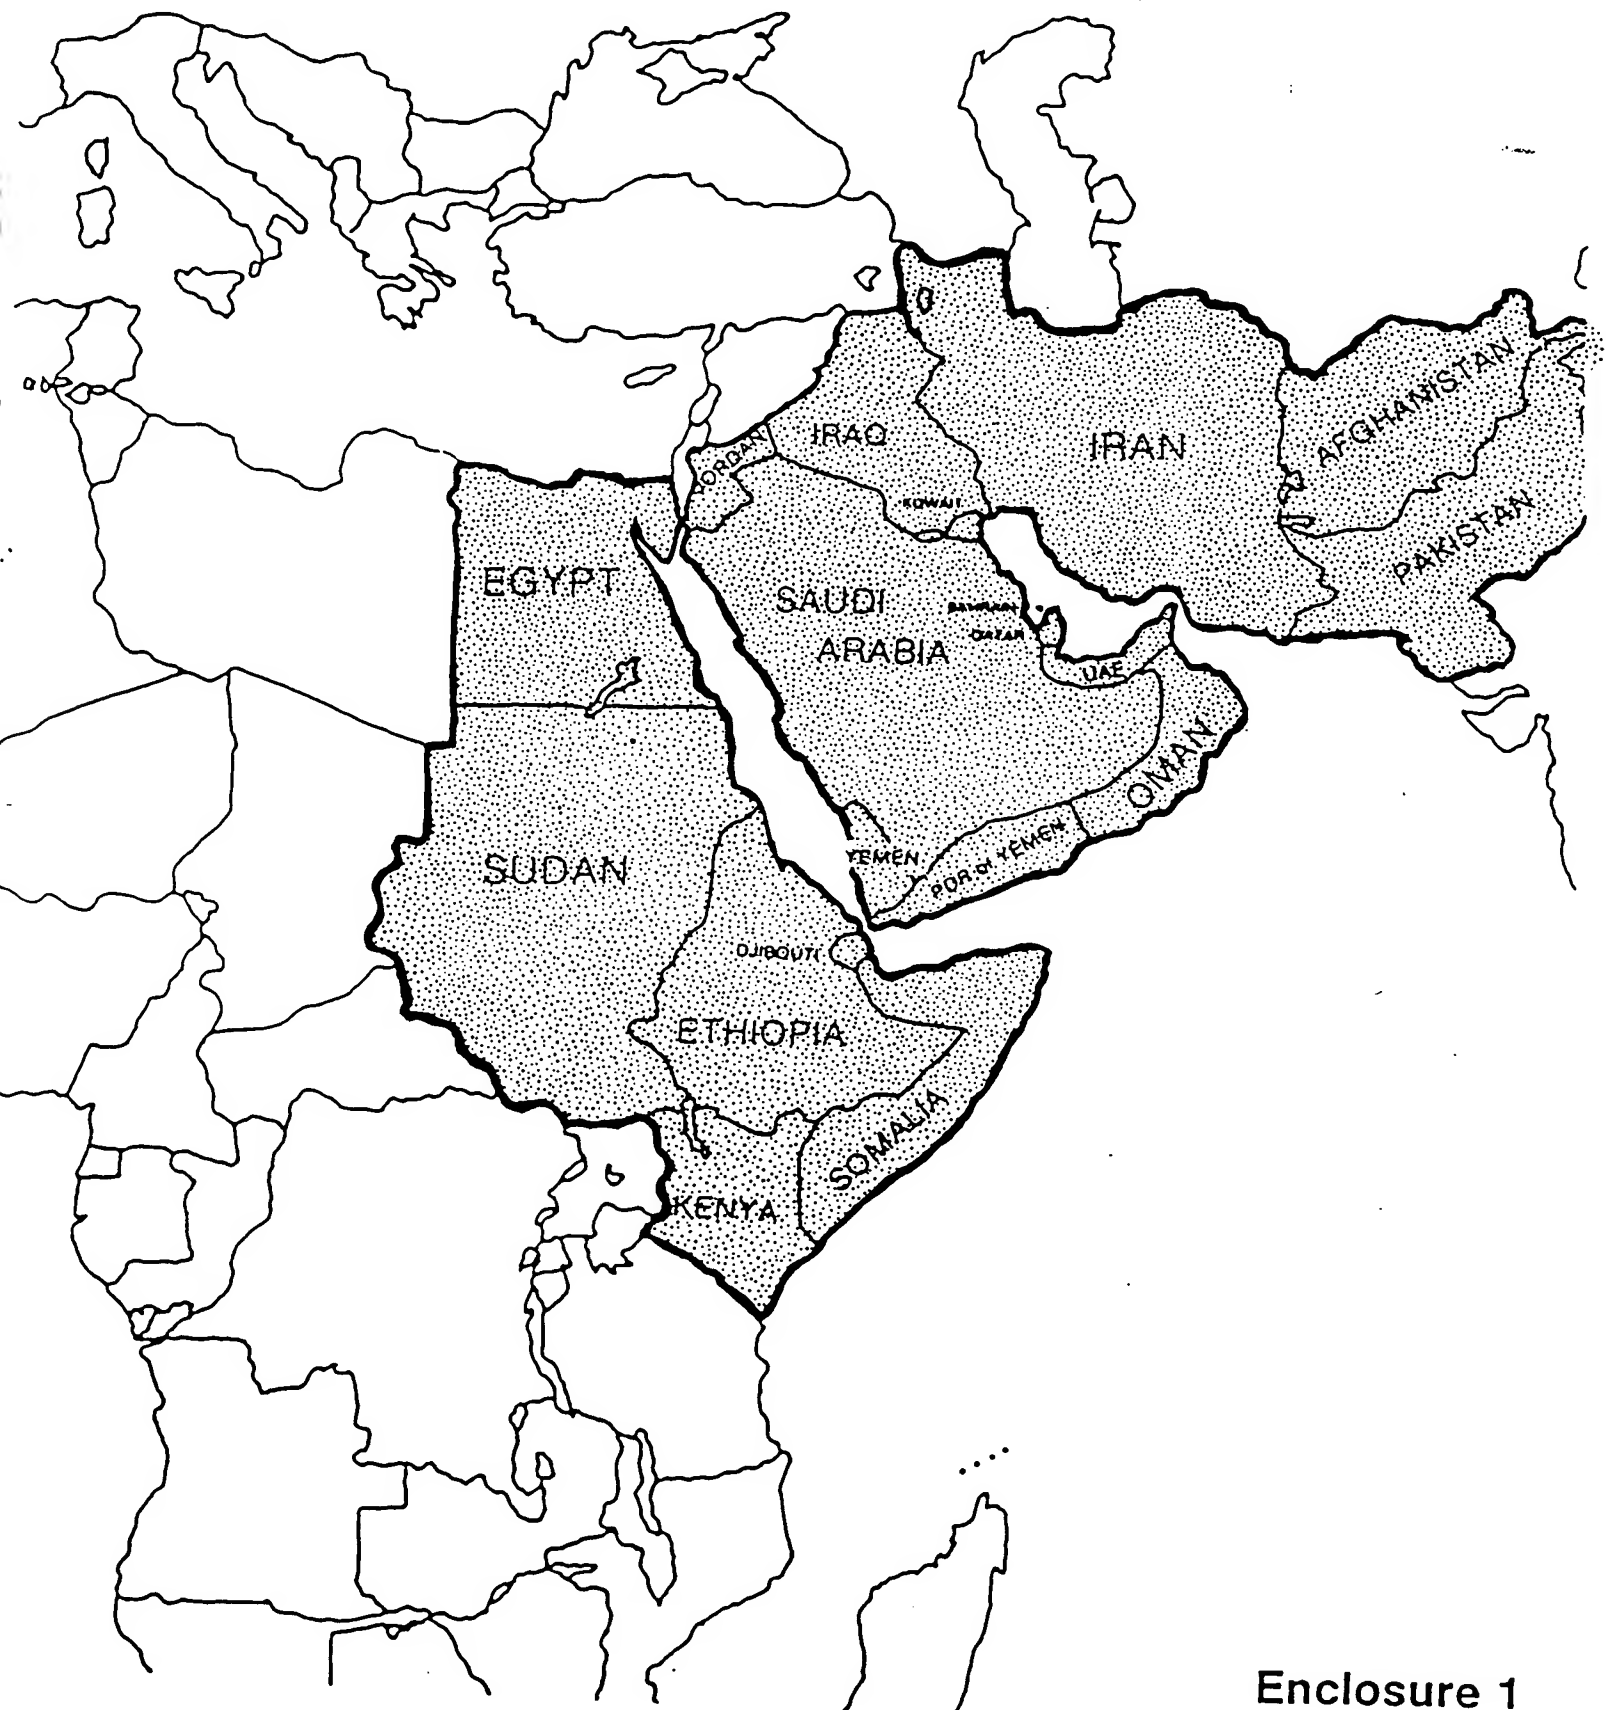 AFGHANISTAN
JORDAN
IRAQ
IRAN
KUWAIT
PAKISTAN
EGYPT
SAUDI
ARABIA
BAHRAIN
QATAR
UAE
OMAN
SUDAN
YEMEN
PDR of YEMEN
DJIBOUTI
ETHIOPIA
SOMALIA
KENYA
Enclosure 1